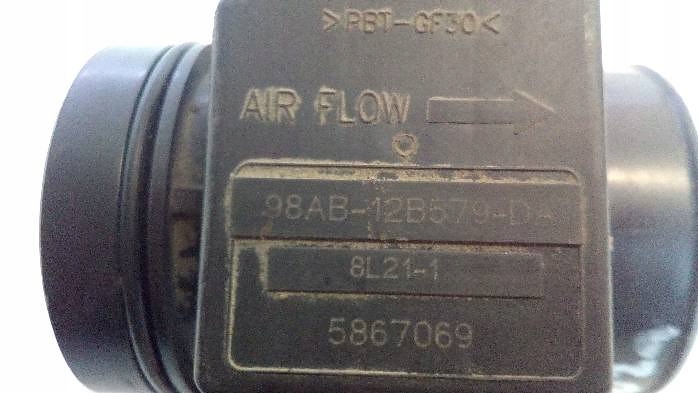 >PBT-GF30<
AIR FLOW
98AB-12B579-DA
8L21-1
5867069